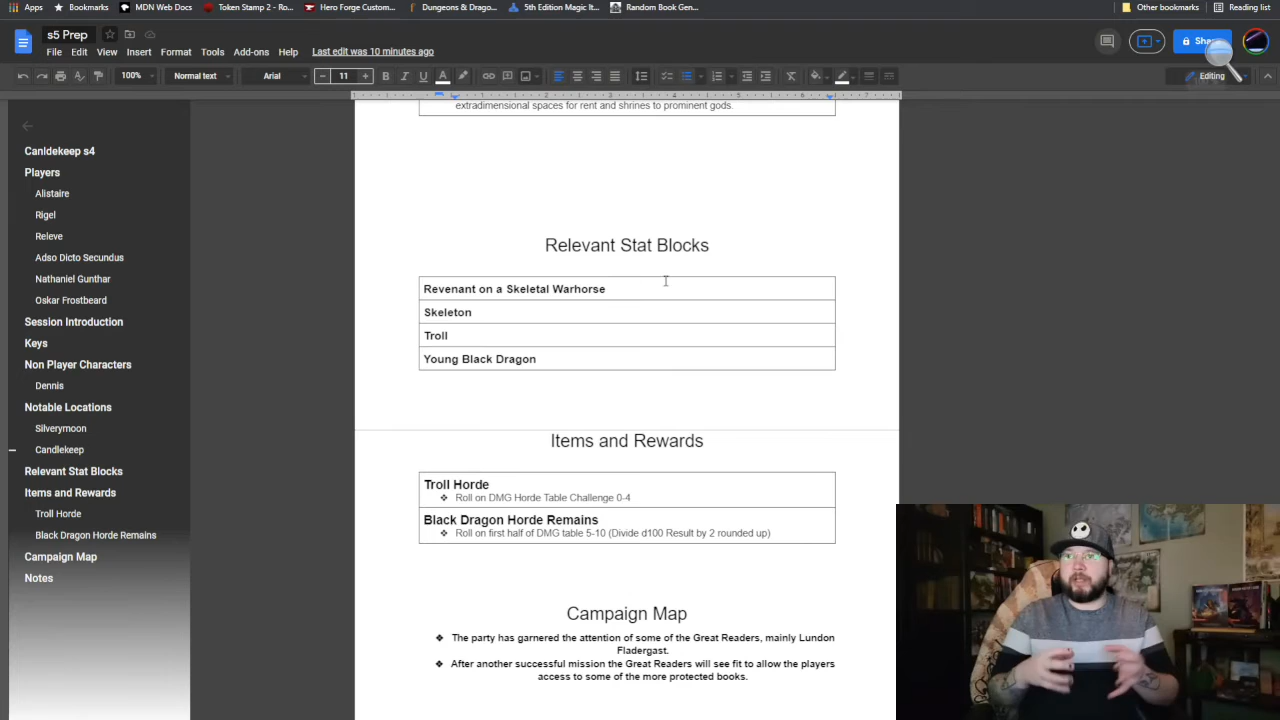 Apps
Bookmarks
MDN Web Docs
Token Stamp 2 - Ro...
Hero Forge Custom...
Dungeons & Drago...
5th Edition Magic It...
Random Book Gen...
Other bookmarks
Reading list
s5 Prep
File Edit View Insert Format Tools Add-ons Help Last edit was 10 minutes ago
Share
100% Normal text Arial 11 Editing
extradimensional spaces for rent and shrines to prominent gods.
Canldekeep s4
Players
Alistaire
Rigel
Releve
Adso Dicto Secundus
Nathaniel Gunthar
Oskar Frostbeard
Session Introduction
Keys
Non Player Characters
Dennis
Notable Locations
Silverymoon
Candlekeep
Relevant Stat Blocks
Items and Rewards
Troll Horde
Black Dragon Horde Remains
Campaign Map
Notes
Relevant Stat Blocks
Revenant on a Skeletal Warhorse
Skeleton
Troll
Young Black Dragon
Items and Rewards
Troll Horde
❖ Roll on DMG Horde Table Challenge 0-4
Black Dragon Horde Remains
❖ Roll on first half of DMG table 5-10 (Divide d100 Result by 2 rounded up)
Campaign Map
❖ The party has garnered the attention of some of the Great Readers, mainly Lundon
Fladergast.
❖ After another successful mission the Great Readers will see fit to allow the players
access to some of the more protected books.